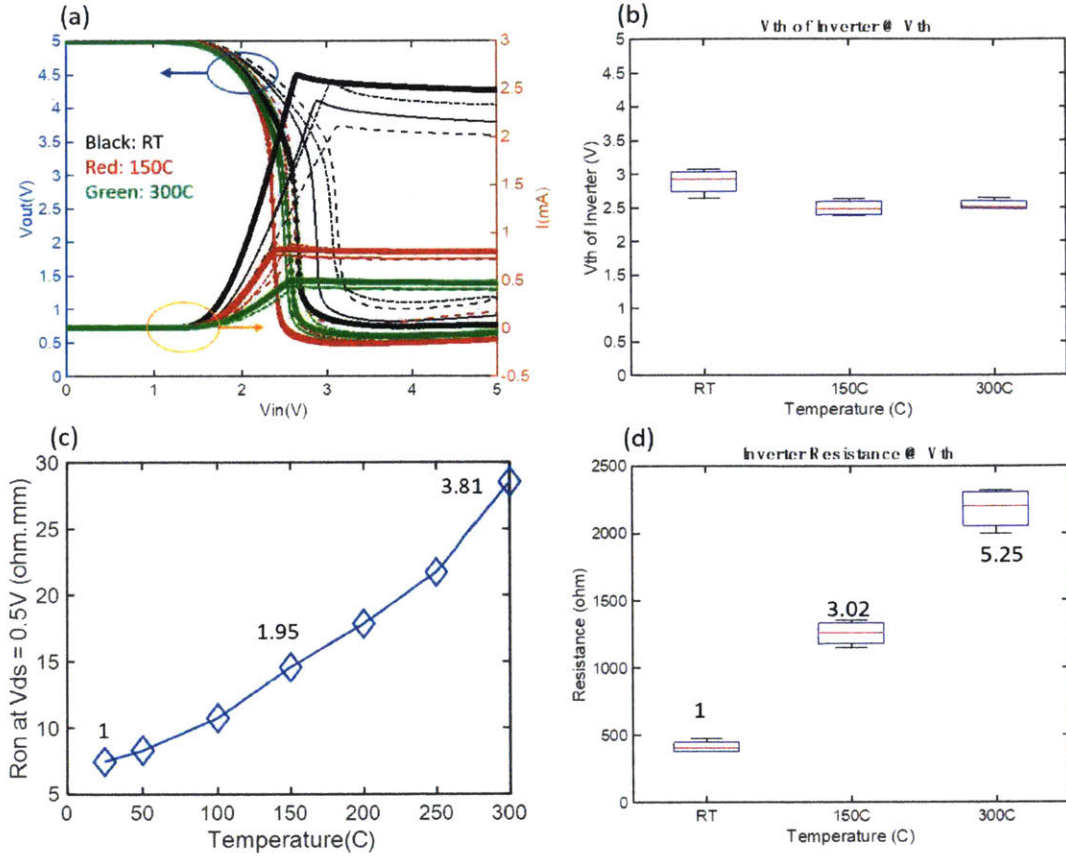 (a)
5
4.5
4
3.5
3
2.5
2
1.5
1
0.5
0
Vout(V)
Black: RT
Red: 150C
Green: 300C
3
2.5
2
1.5
1
0.5
0
-0.5
I(mA)
0
1
2
3
4
5
Vin(V)
(b)
Vth of Inverter @ Vth
5
4.5
4
3.5
3
2.5
2
1.5
1
0.5
0
Vth of Inverter (V)
RT
150C
300C
Temperature (C)
(c)
30
25
20
15
10
5
Ron at Vds = 0.5V (ohm.mm)
1
1.95
3.81
0
50
100
150
200
250
300
Temperature(C)
(d)
Inverter Resistance @ Vth
2500
2000
1500
1000
500
0
Resistance (ohm)
1
3.02
5.25
RT
150C
300C
Temperature (C)